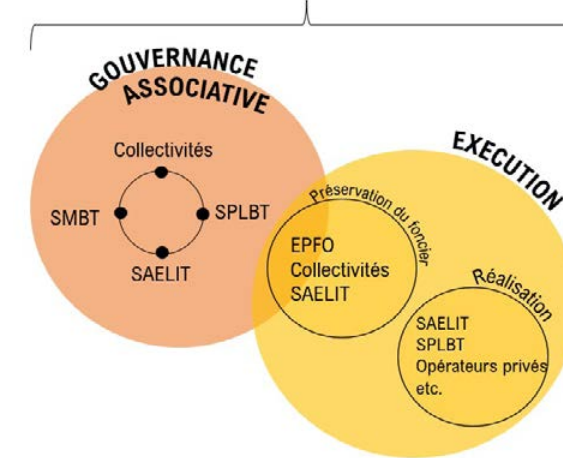 GOUVERNANCE
ASSOCIATIVE
Collectivités
SMBT
SPLBT
SAELIT
EXECUTION
Préservation du foncier
EPFO
Collectivités
SAELIT
Réalisation
SAELIT
SPLBT
Opérateurs privés
etc.